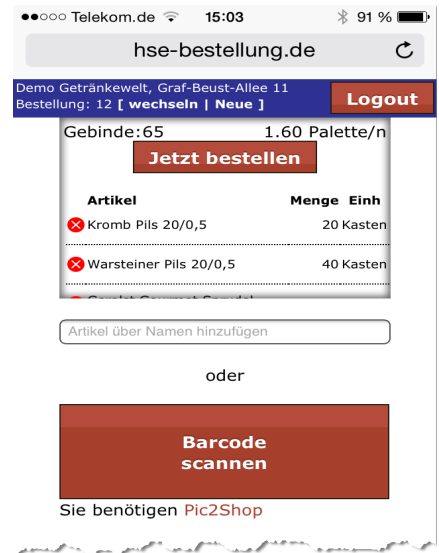 Telekom.de 15:03 91 %
hse-bestellung.de
Demo Getränkewelt, Graf-Beust-Allee 11
Bestellung: 12 [ wechseln | Neue ]
Logout
Gebinde:65 1.60 Palette/n
Jetzt bestellen
Artikel Menge Einh
Kromb Pils 20/0,5 20 Kasten
Warsteiner Pils 20/0,5 40 Kasten
Artikel über Namen hinzufügen
oder
Barcode
scannen
Sie benötigen Pic2Shop